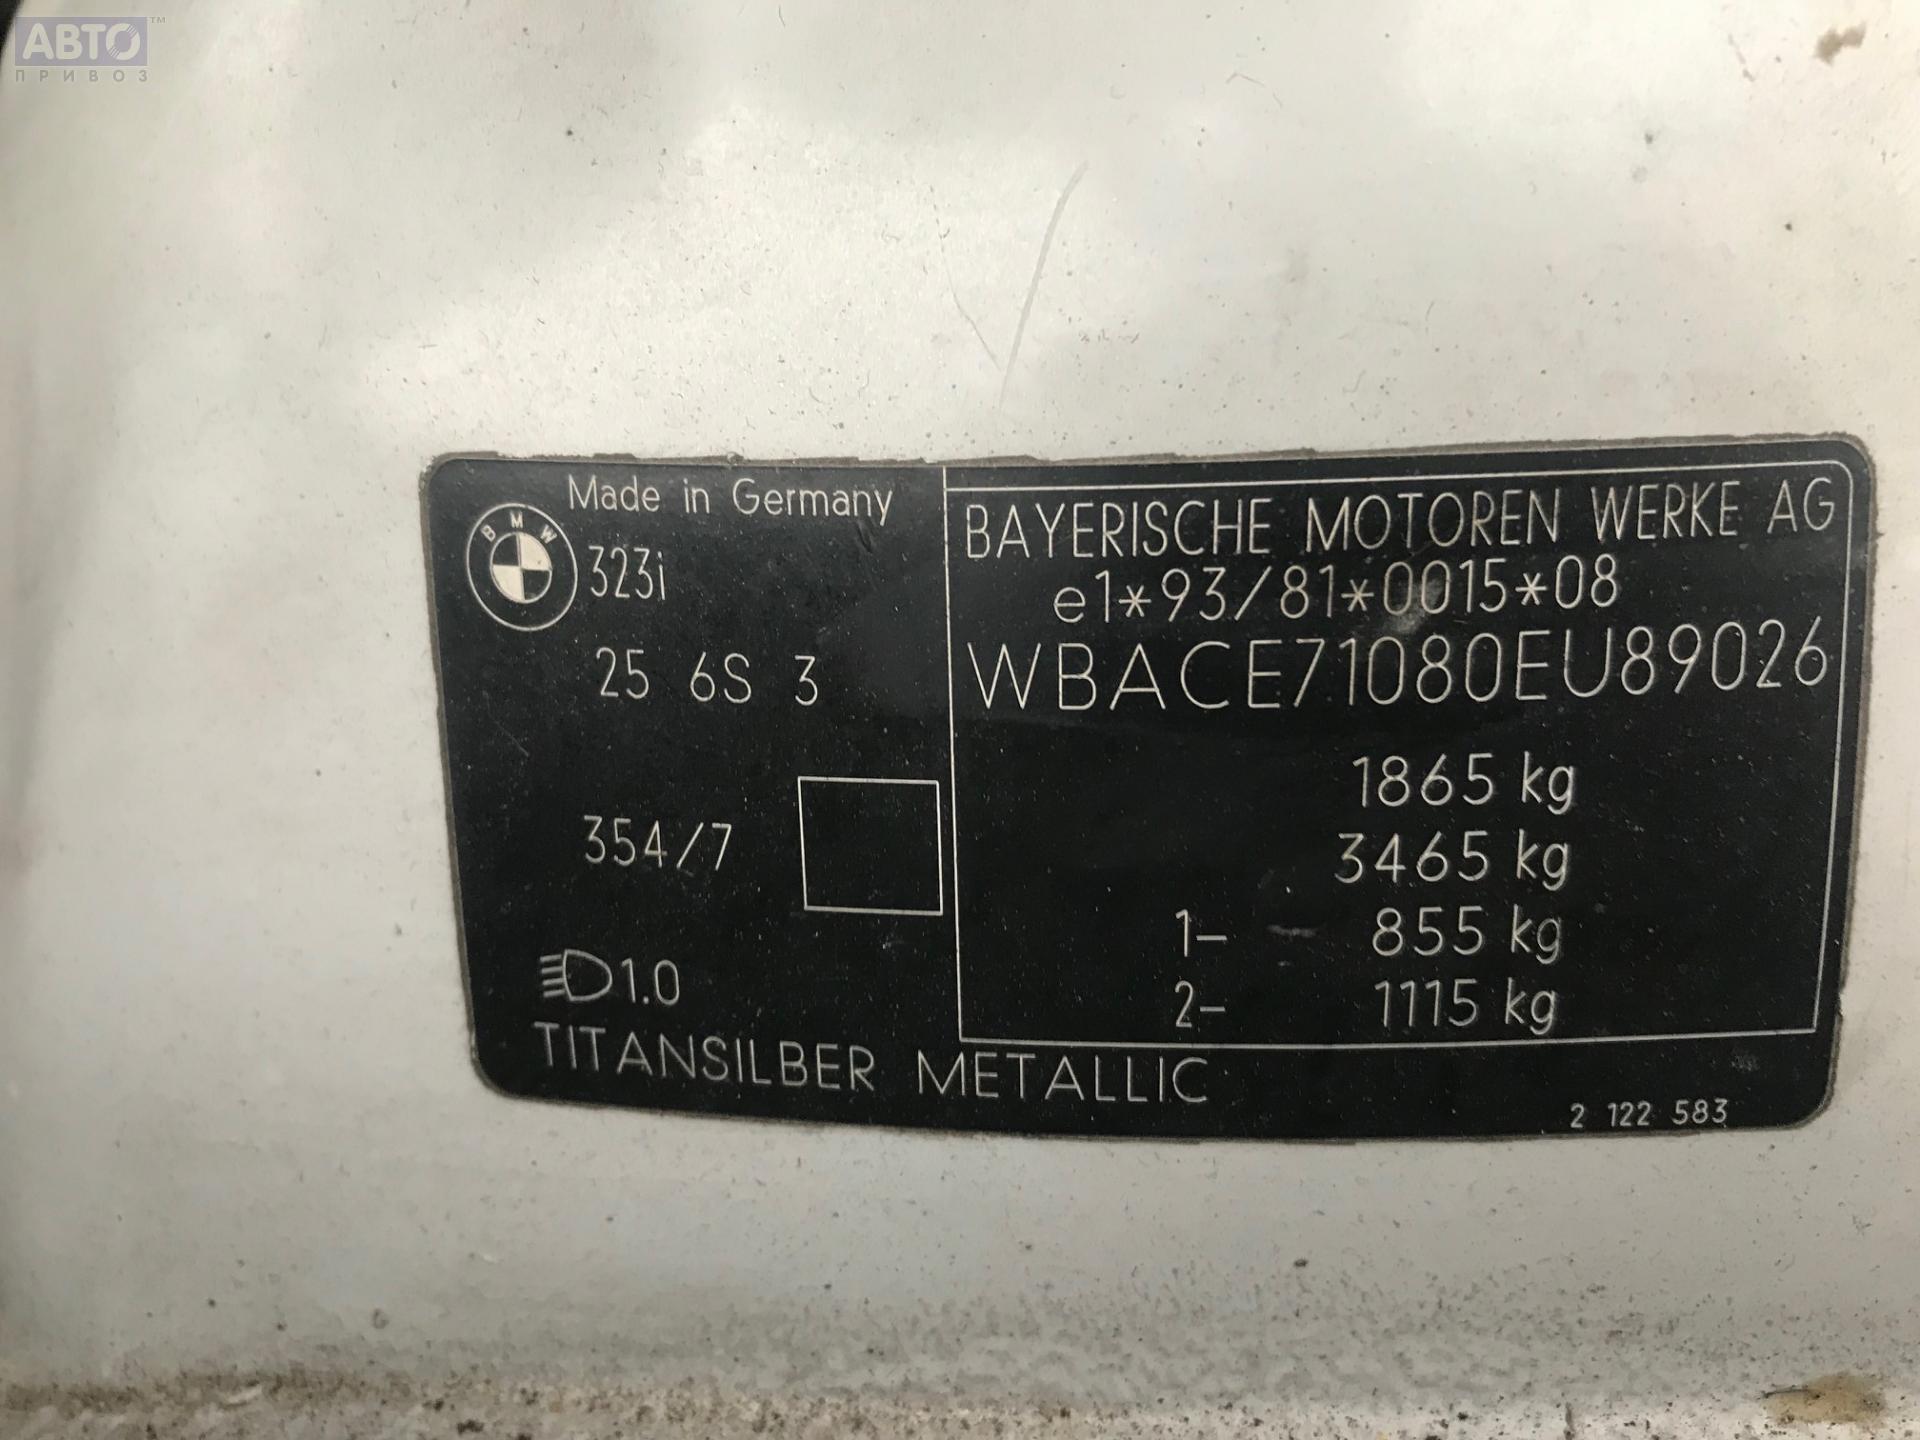 АВТО™
ПРИВОЗ
Made in Germany
BMW
323i
25 6S 3
354/7
1.0
TITANSILBER METALLIC
BAYERISCHE MOTOREN WERKE AG
e1*93/81*0015*08
WBACE71080EU89026
1865 kg
3465 kg
1- 855 kg
2- 1115 kg
2 122 583